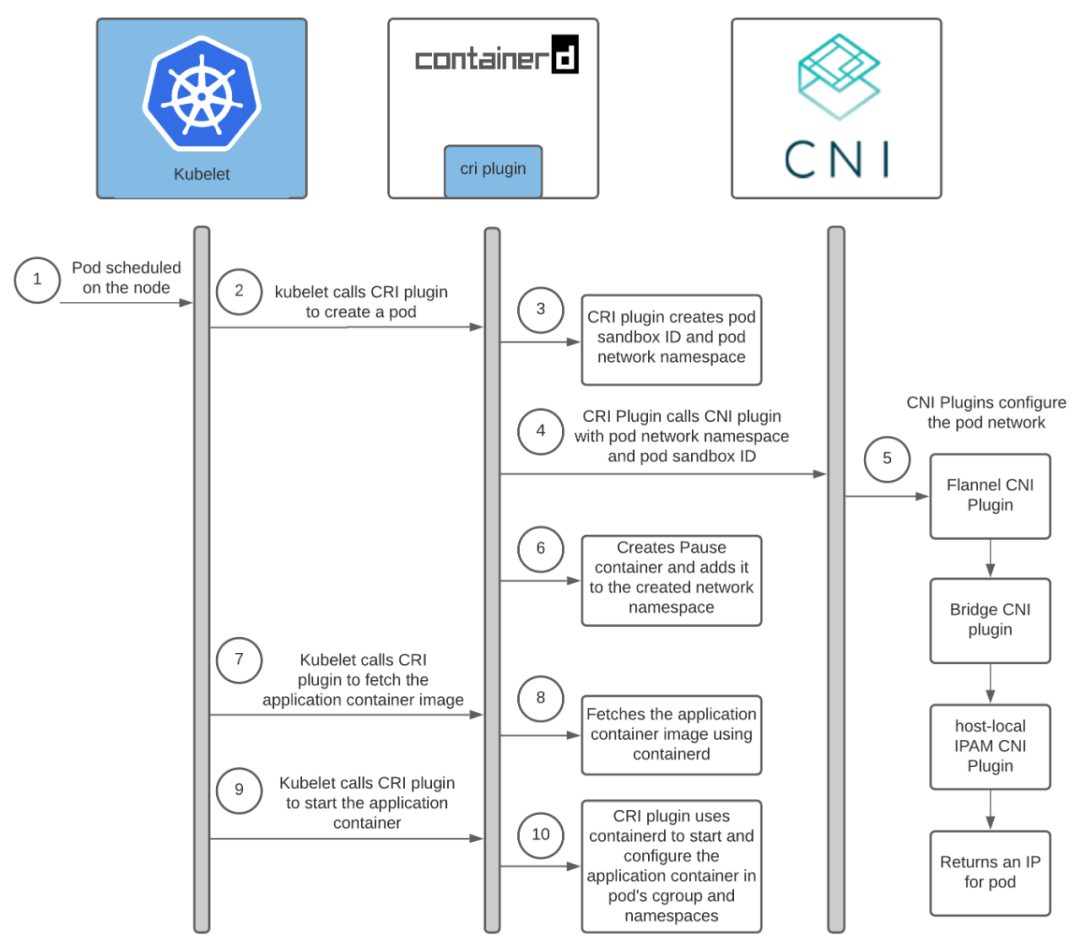 Kubelet
containerd
cri plugin
CNI
1
Pod scheduled
on the node
2
kubelet calls CRI plugin
to create a pod
3
CRI plugin creates pod
sandbox ID and pod
network namespace
4
CRI Plugin calls CNI plugin
with pod network namespace
and pod sandbox ID
CNI Plugins configure
the pod network
5
Flannel CNI
Plugin
6
Creates Pause
container and adds it
to the created network
namespace
Bridge CNI
plugin
7
Kubelet calls CRI
plugin to fetch the
application container image
8
Fetches the application
container image using
containerd
host-local
IPAM CNI
Plugin
9
Kubelet calls CRI plugin
to start the application
container
10
CRI plugin uses
containerd to start and
configure the
application container in
pod's cgroup and
namespaces
Returns an IP
for pod